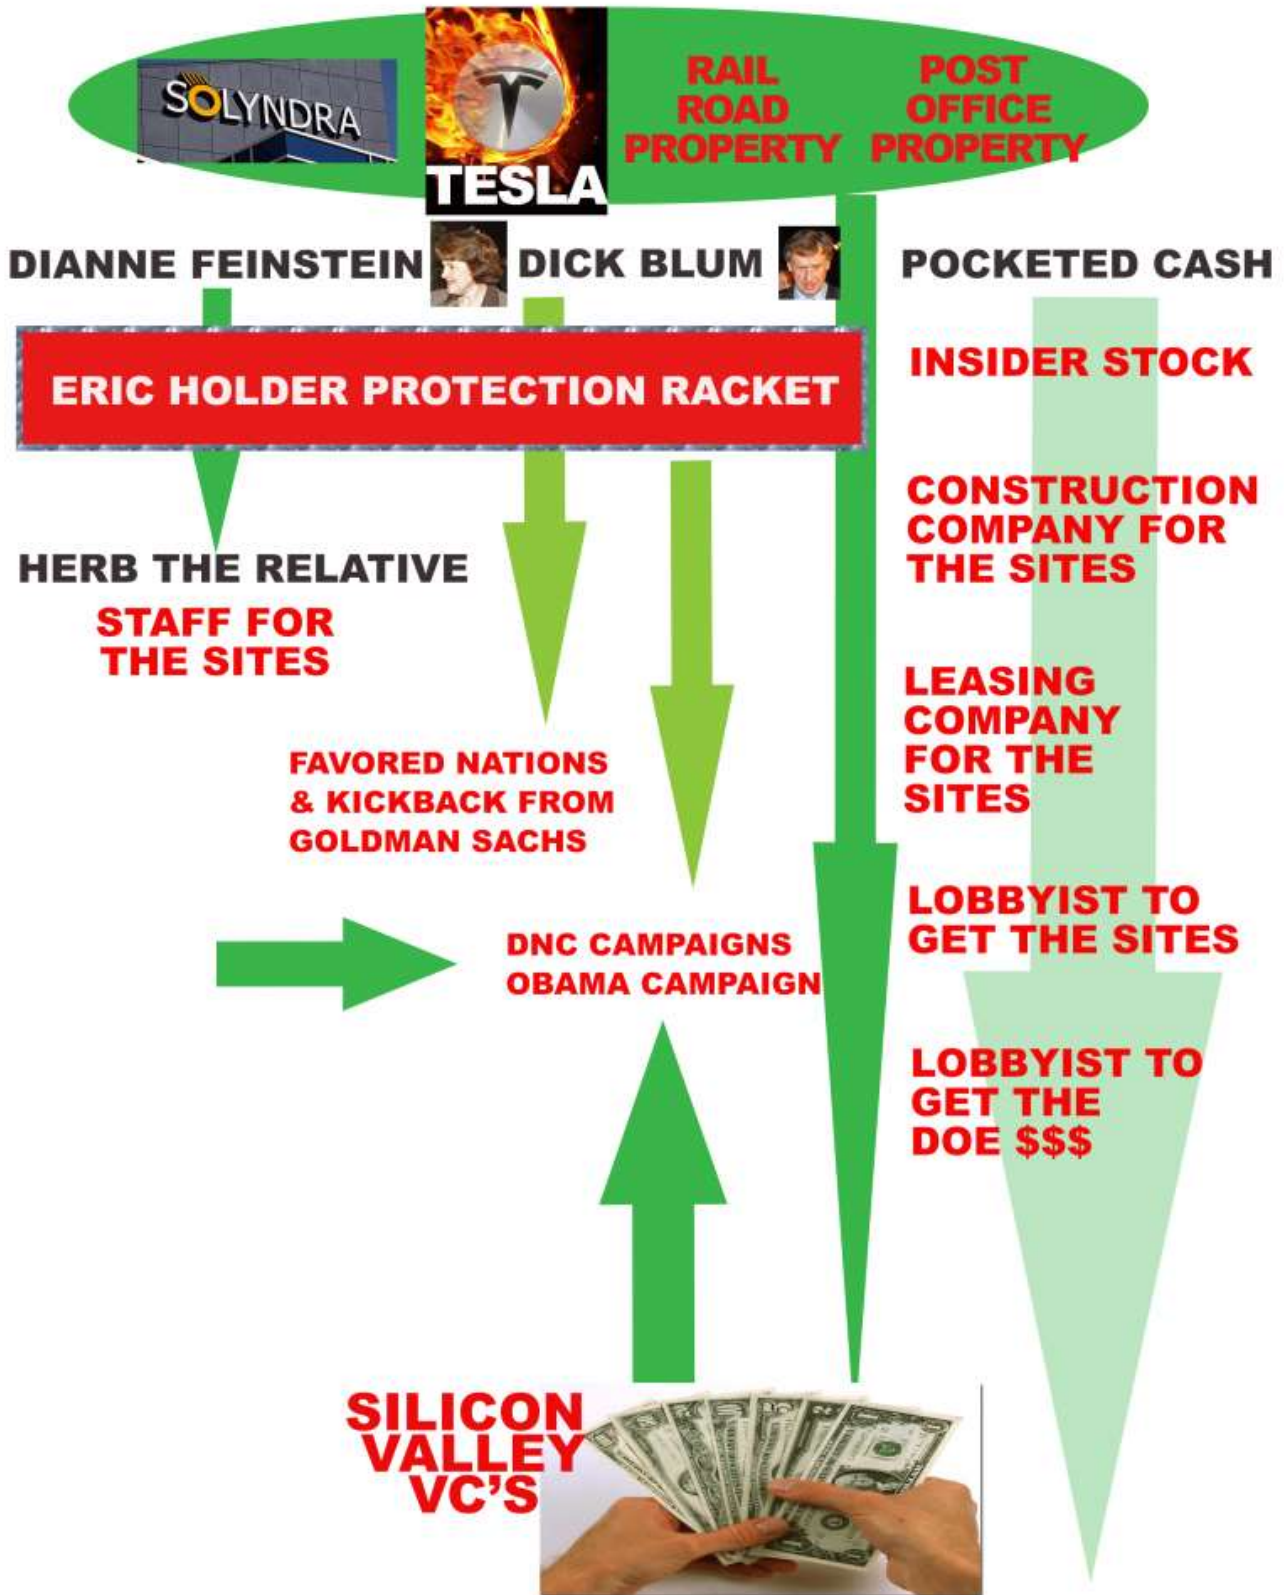 SOLYNDRA
TESLA
RAIL
ROAD
PROPERTY
POST
OFFICE
PROPERTY
DIANNE FEINSTEIN
DICK BLUM
POCKETED CASH
ERIC HOLDER PROTECTION RACKET
INSIDER STOCK
CONSTRUCTION
COMPANY FOR
THE SITES
HERB THE RELATIVE
STAFF FOR
THE SITES
LEASING
COMPANY
FOR THE
SITES
FAVORED NATIONS
& KICKBACK FROM
GOLDMAN SACHS
LOBBYIST TO
GET THE SITES
DNC CAMPAIGNS
OBAMA CAMPAIGN
LOBBYIST TO
GET THE
DOE $$$
SILICON
VALLEY
VC'S